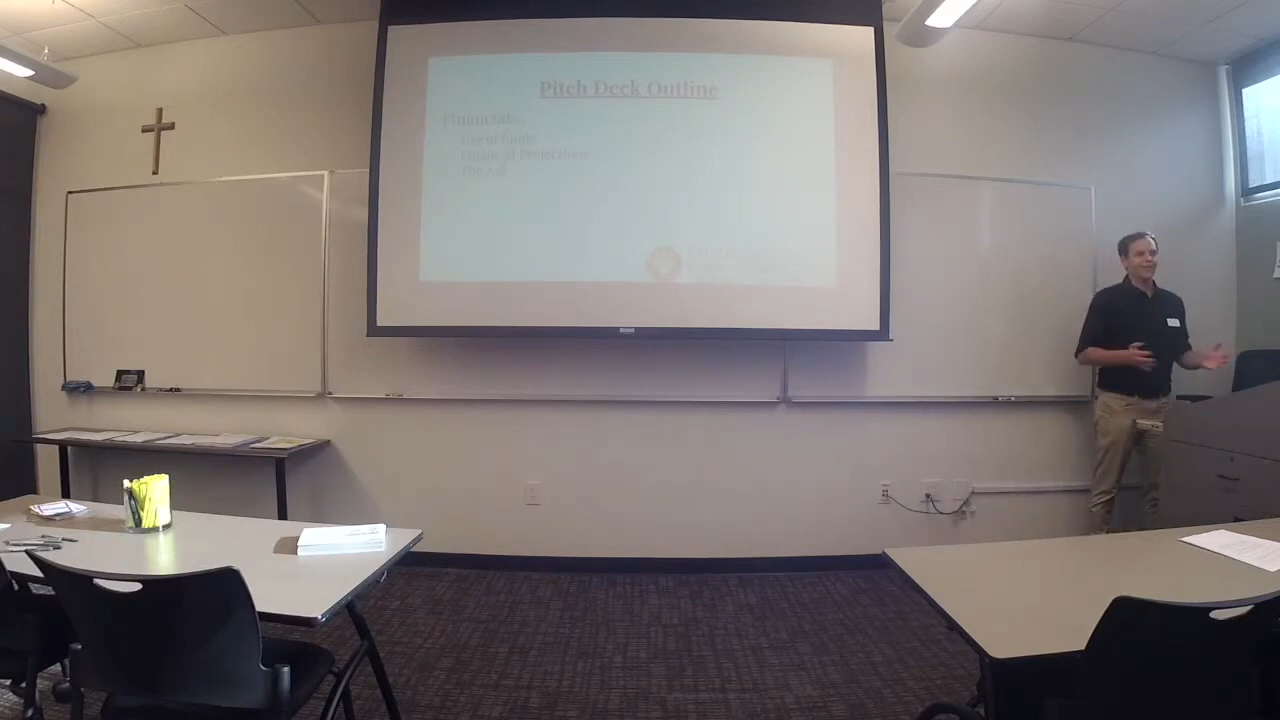 Pitch Deck Outline
Financials
Use of Funds
Financial Projections
The Ask